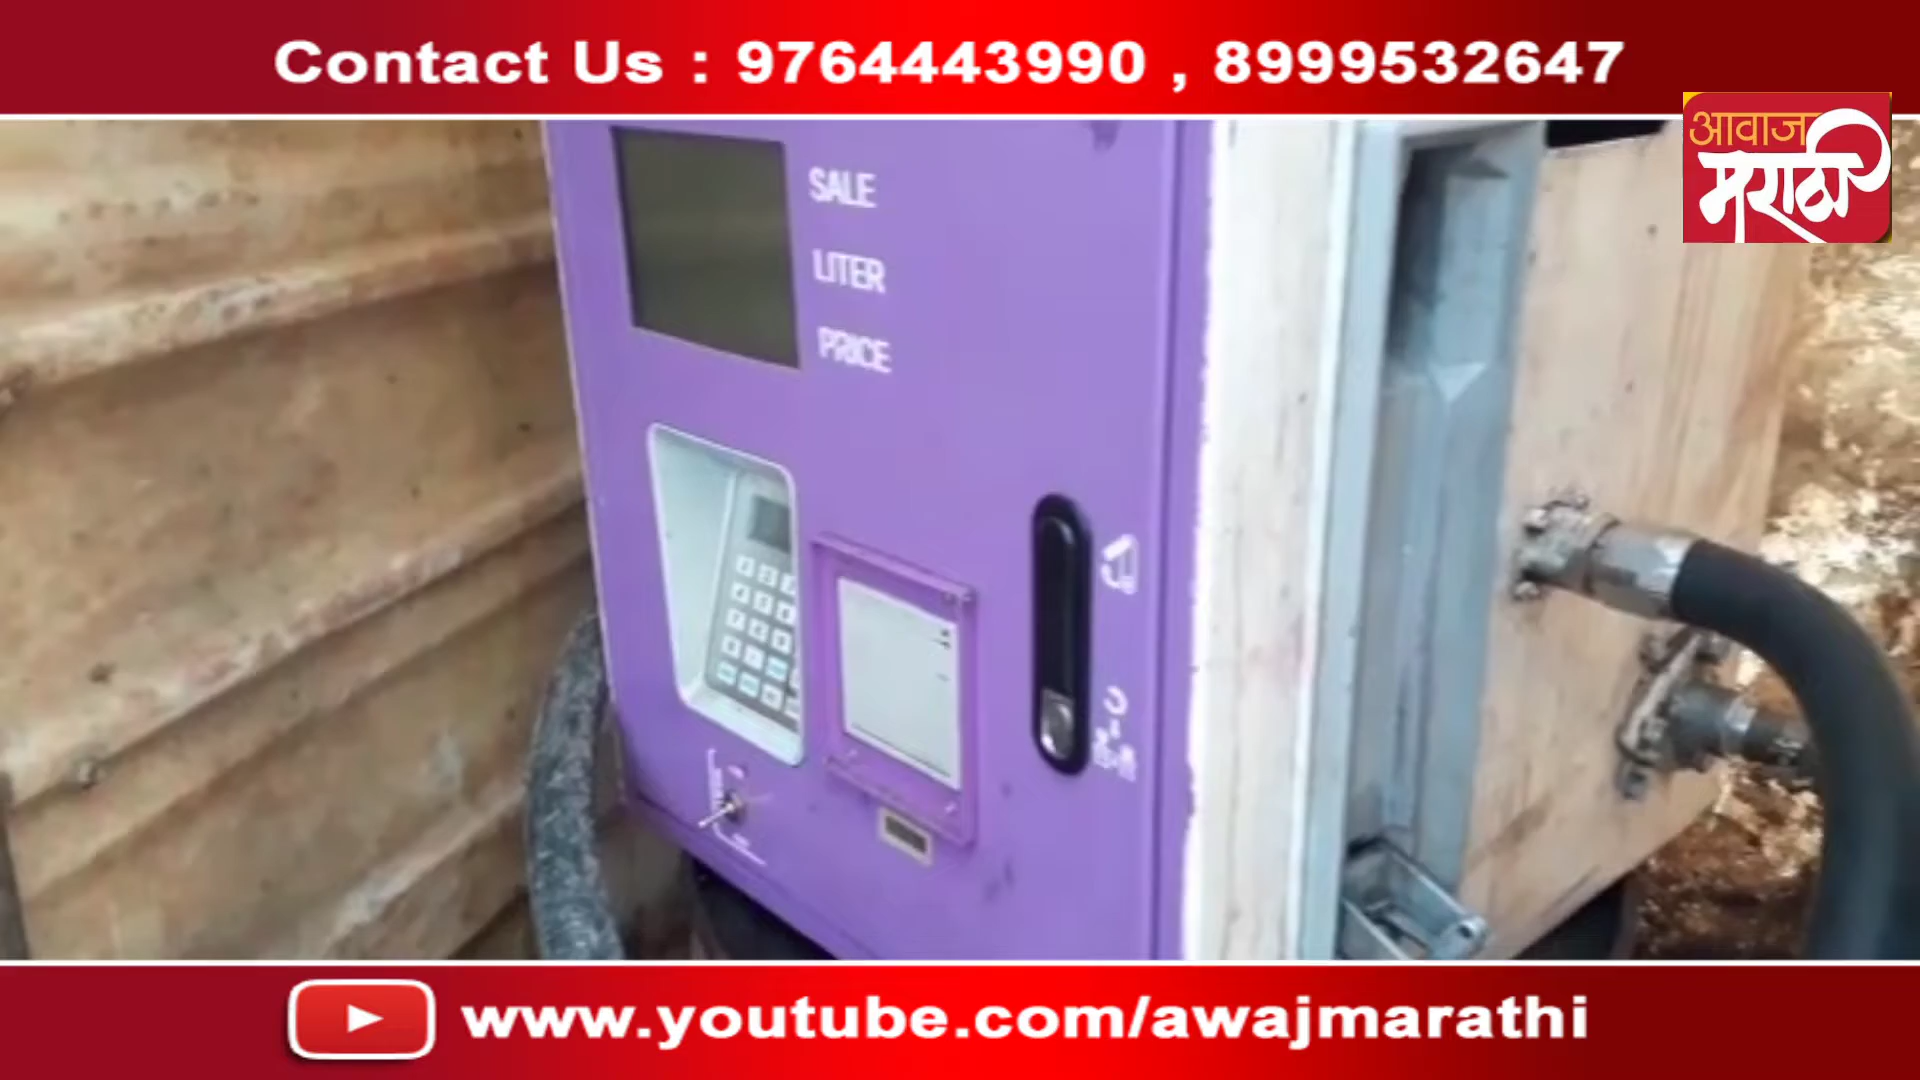 Contact Us : 9764443990 , 8999532647
आवाज
मराठी
SALE
LITER
PRICE
www.youtube.com/awajmarathi